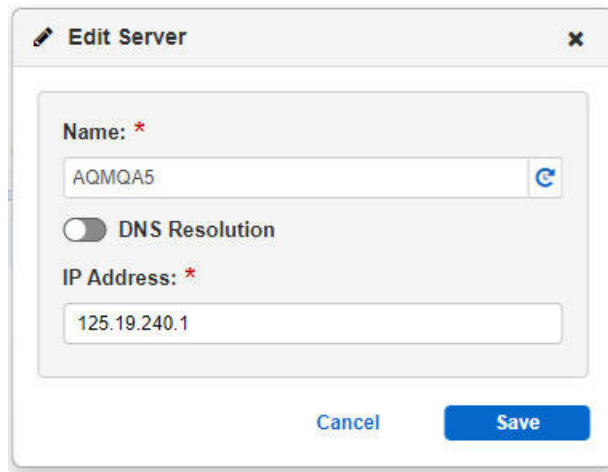 Edit Server
Name: *
AQMQA5
DNS Resolution
IP Address: *
125.19.240.1
Cancel
Save